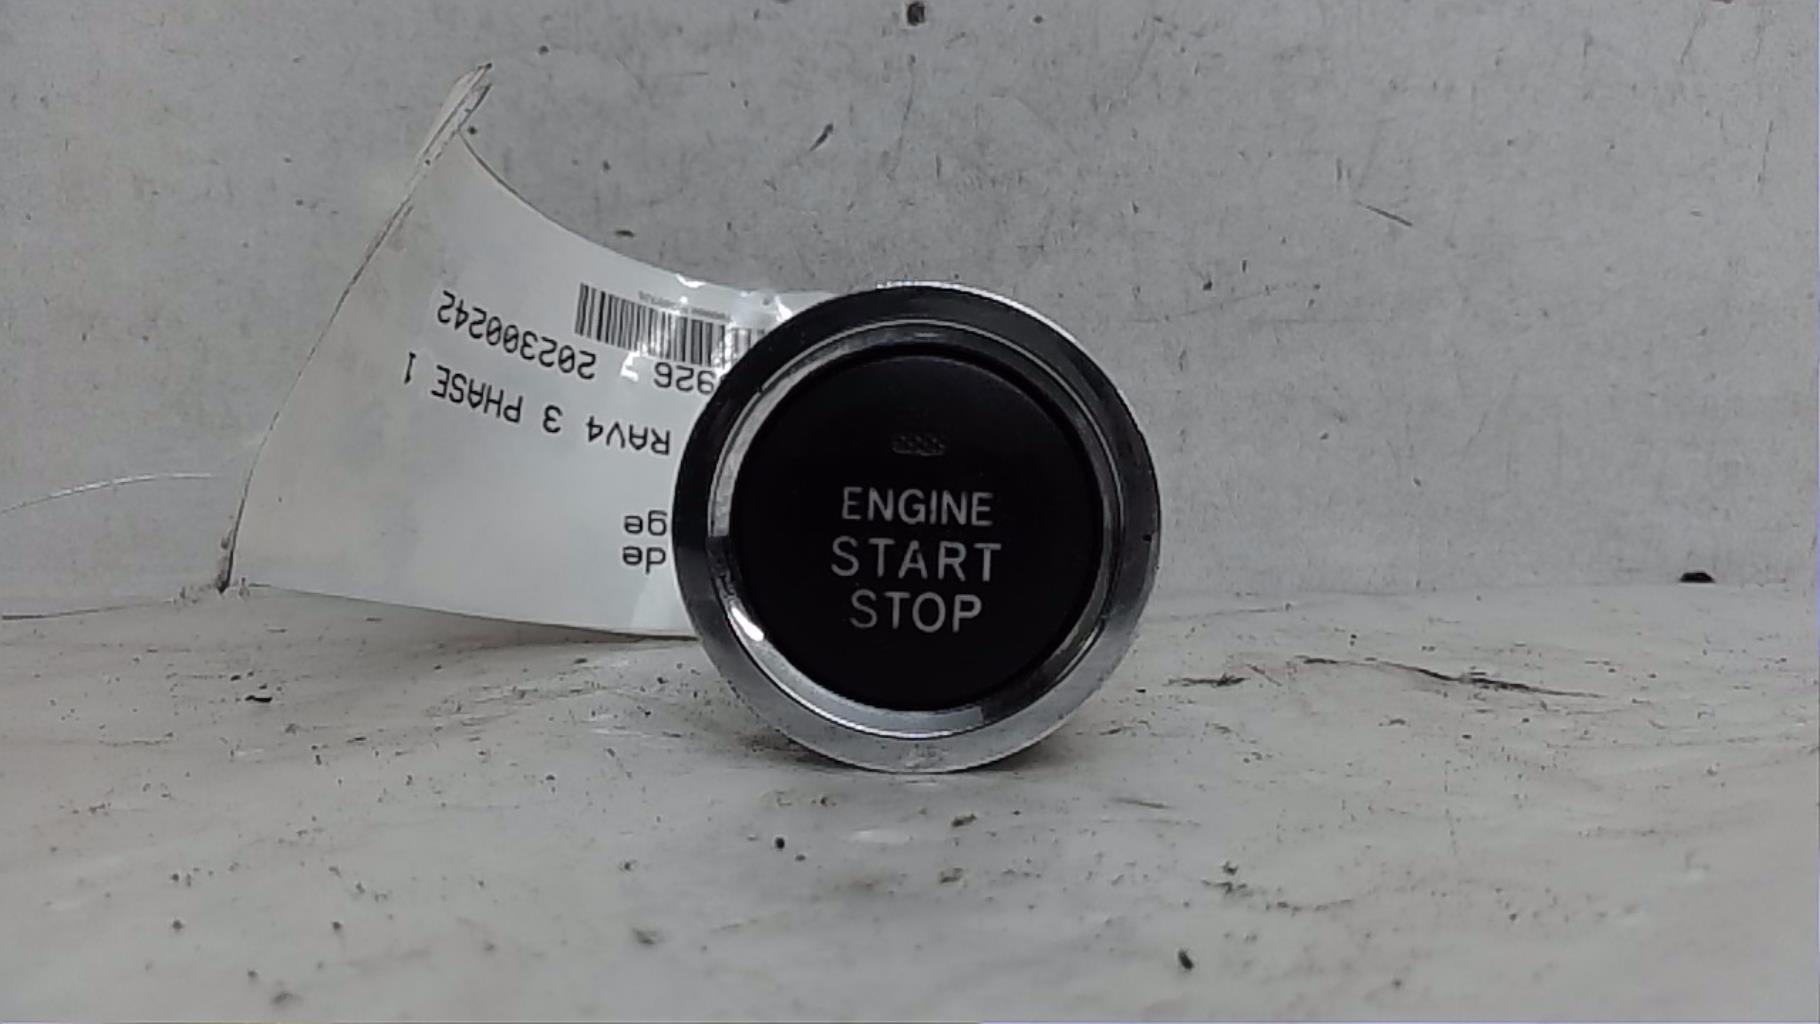 ENGINE
START
STOP
de
ge
RAV4 3 PHASE 1
926 - 202300242